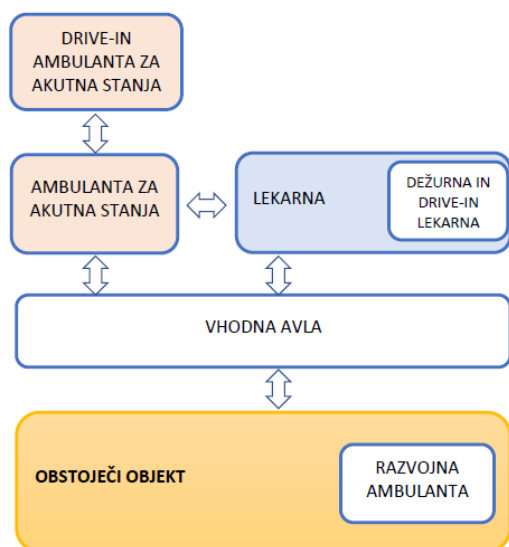 DRIVE-IN
AMBULANTA ZA
AKUTNA STANJA
AMBULANTA ZA
AKUTNA STANJA
LEKARNA
DEŽURNA IN
DRIVE-IN
LEKARNA
VHODNA AVLA
OBSTOJEČI OBJEKT
RAZVOJNA
AMBULANTA